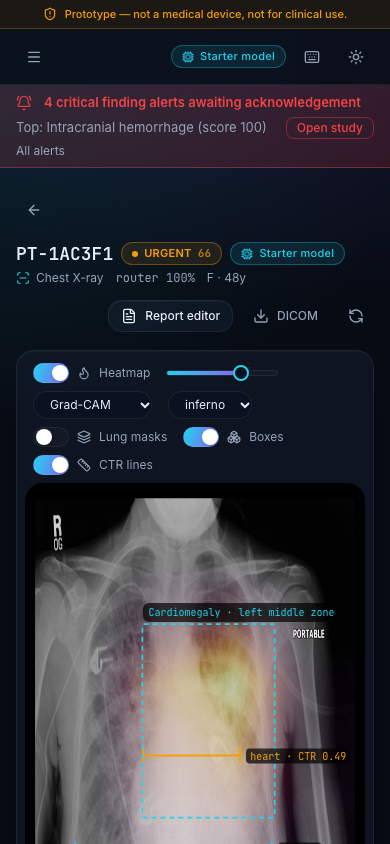 Prototype — not a medical device, not for clinical use.
Starter model
4 critical finding alerts awaiting acknowledgement
Top: Intracranial hemorrhage (score 100)
Open study
All alerts
PT-1AC3F1
URGENT 66
Starter model
Chest X-ray router 100% F · 48y
Report editor
DICOM
Heatmap
Grad-CAM
inferno
Lung masks
Boxes
CTR lines
R
OG
Cardiomegaly · left middle zone
PORTABLE
heart · CTR 0.49